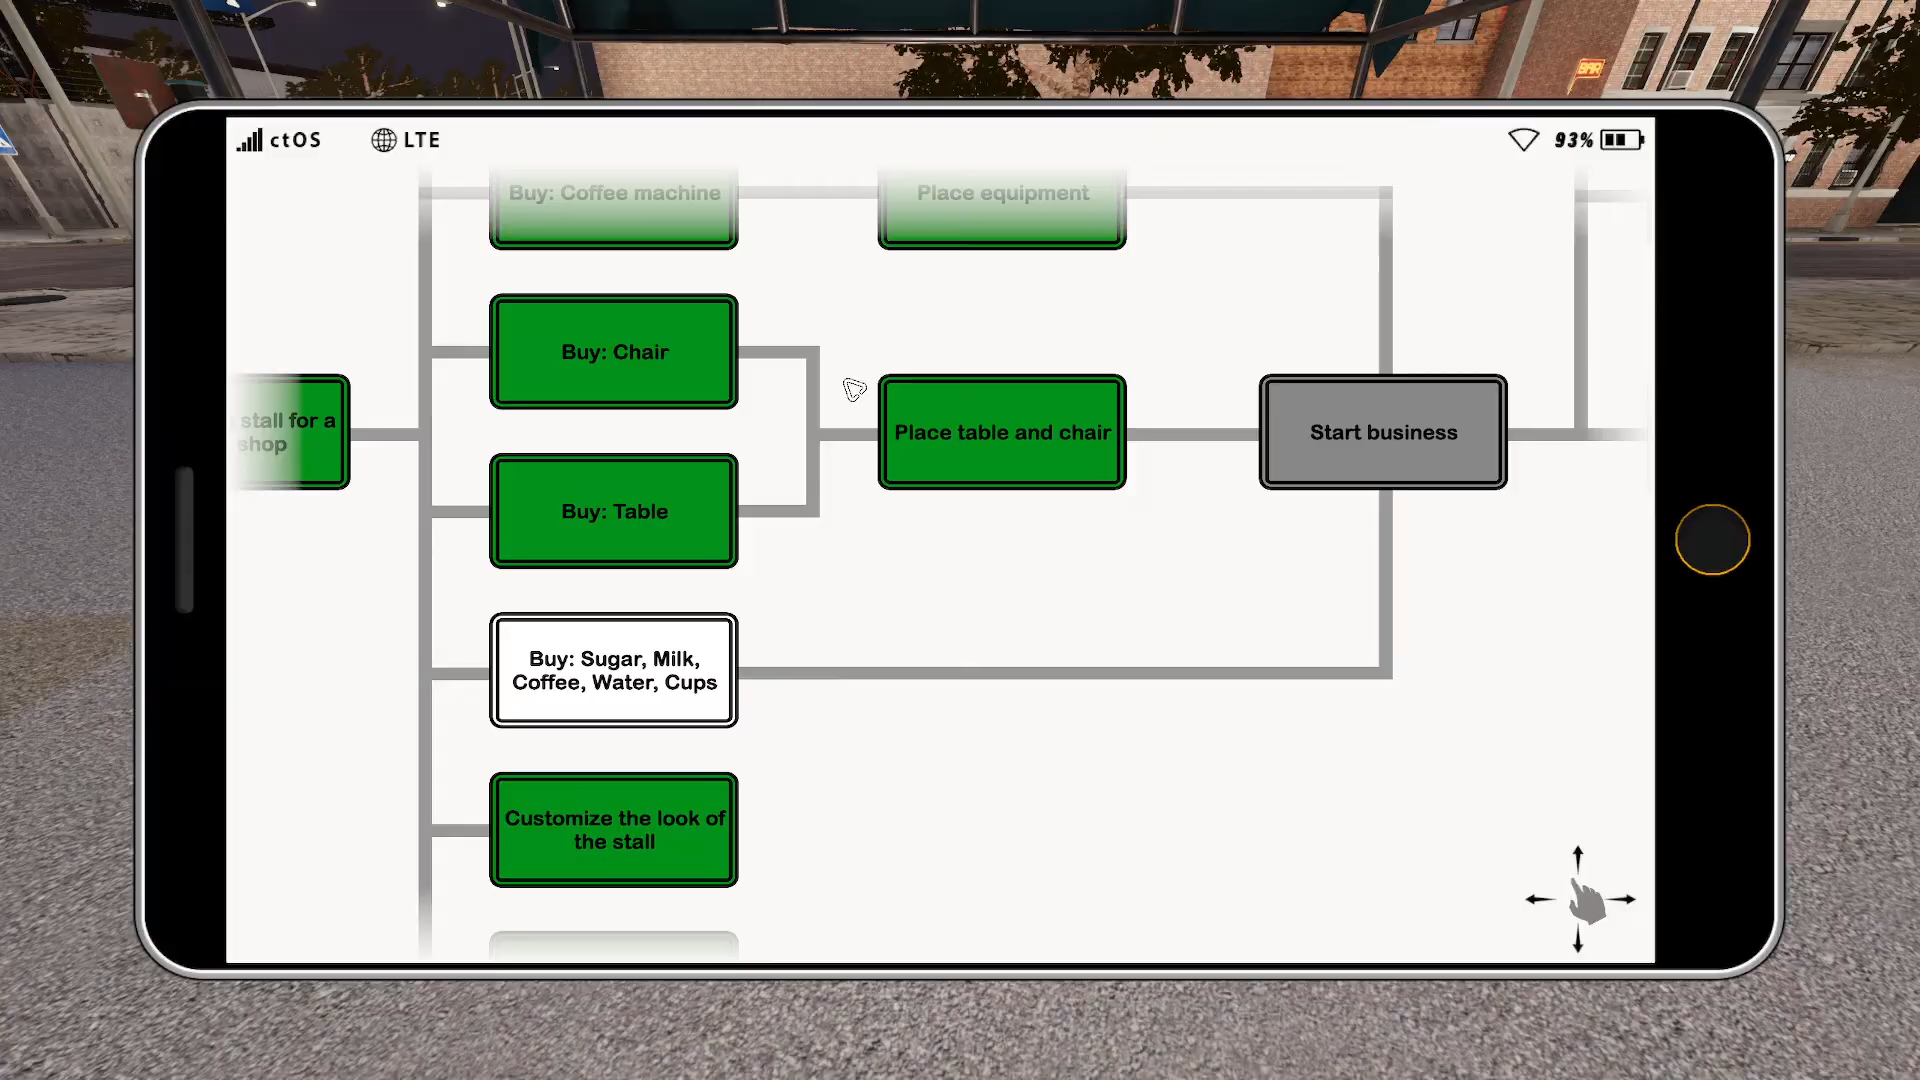 ctOS LTE 93%
BAR
Buy: Coffee machine
Place equipment
Buy: Chair
stall for a
shop
Place table and chair
Start business
Buy: Table
Buy: Sugar, Milk,
Coffee, Water, Cups
Customize the look of
the stall